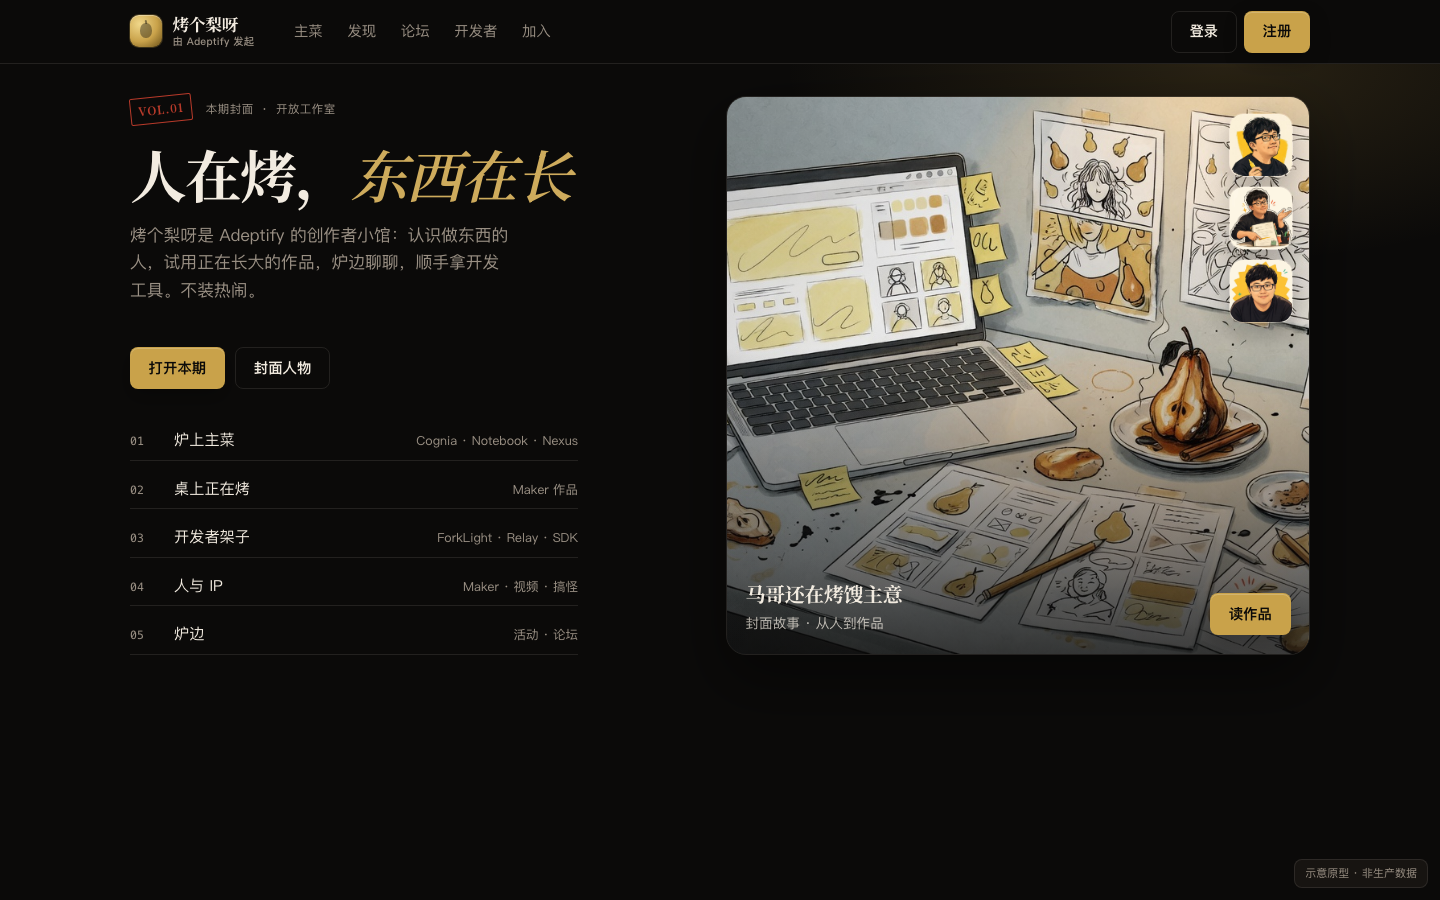 烤个梨呀
由 Adeptify 发起
主菜
发现
论坛
开发者
加入
登录
注册
VOL.01
本期封面 · 开放工作室
人在烤，东西在长
烤个梨呀是 Adeptify 的创作者小馆：认识做东西的
人，试用正在长大的作品，炉边聊聊，顺手拿开发
工具。不装热闹。
打开本期
封面人物
01 炉上主菜 Cognia · Notebook · Nexus
02 桌上正在烤 Maker 作品
03 开发者架子 ForkLight · Relay · SDK
04 人与 IP Maker · 视频 · 搞怪
05 炉边 活动 · 论坛
马哥还在烤馊主意
封面故事 · 从人到作品
读作品
示意原型 · 非生产数据